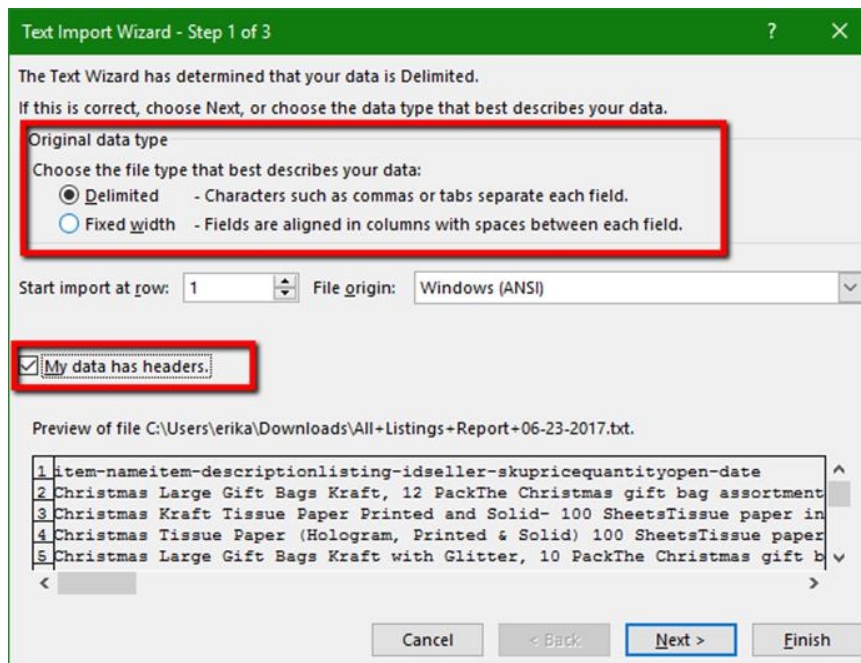 Text Import Wizard - Step 1 of 3 ?
The Text Wizard has determined that your data is Delimited.
If this is correct, choose Next, or choose the data type that best describes your data.
Original data type
Choose the file type that best describes your data:
Delimited - Characters such as commas or tabs separate each field.
Fixed width - Fields are aligned in columns with spaces between each field.
Start import at row: 1 File origin: Windows (ANSI)
My data has headers.
Preview of file C:\Users\erika\Downloads\All+Listings+Report+06-23-2017.txt.
1 item-nameitem-descriptionlisting-idseller-skupricequantityopen-date
2 Christmas Large Gift Bags Kraft, 12 PackThe Christmas gift bag assortment
3 Christmas Kraft Tissue Paper Printed and Solid- 100 SheetsTissue paper in
4 Christmas Tissue Paper (Hologram, Printed & Solid) 100 SheetsTissue paper
5 Christmas Large Gift Bags Kraft with Glitter, 10 PackThe Christmas gift b
Cancel < Back Next > Finish